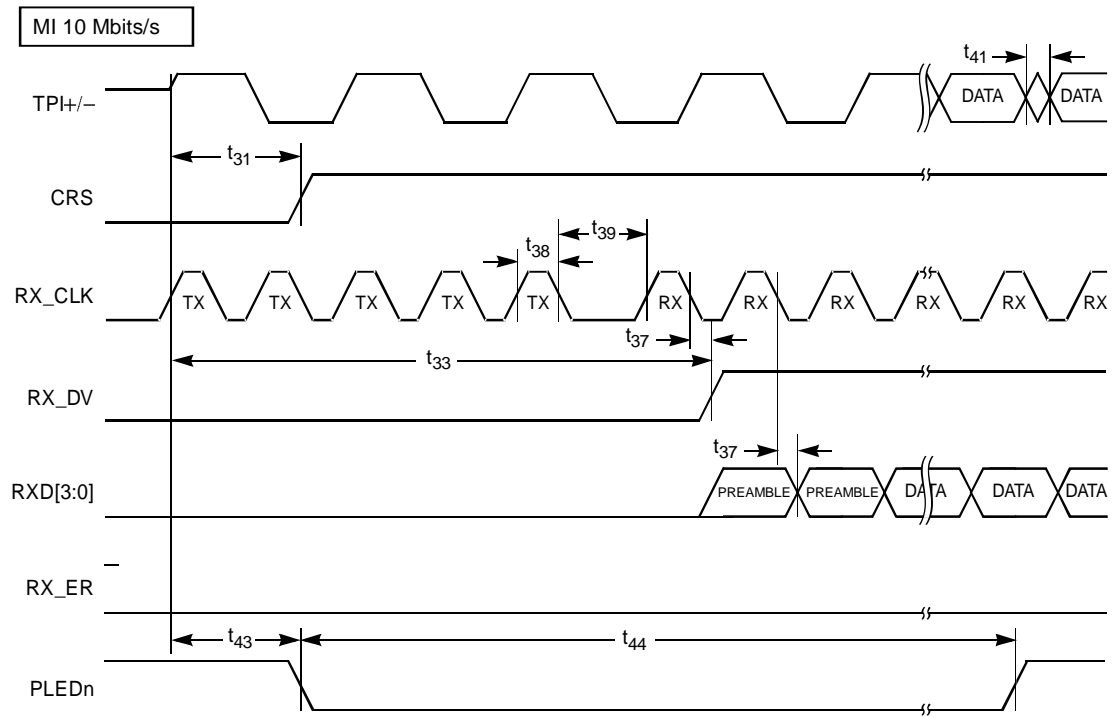 MI 10 Mbits/s
t41
TPI+/− DATA DATA
t31
CRS
t38 t39
RX_CLK TX TX TX TX TX RX RX RX RX RX RX
t37
t33
RX_DV
t37
RXD[3:0] PREAMBLE PREAMBLE DATA DATA DATA
RX_ER
t43 t44
PLEDn